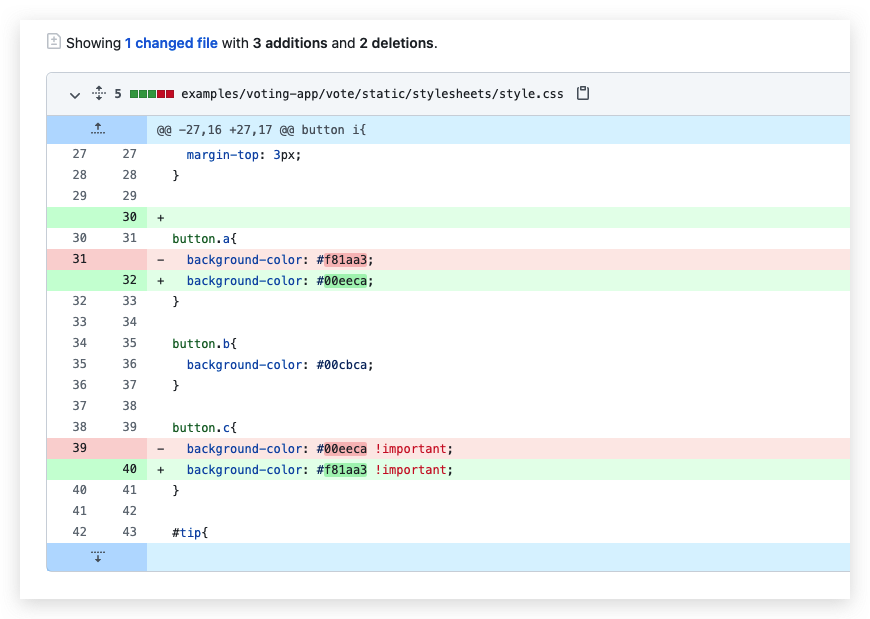 Showing 1 changed file with 3 additions and 2 deletions.
5 examples/voting-app/vote/static/stylesheets/style.css
@@ -27,16 +27,17 @@ button i{
27 27 margin-top: 3px;
28 28 }
29 29
30 +
30 31 button.a{
31 - background-color: #f81aa3;
32 + background-color: #00eeca;
32 33 }
33 34
34 35 button.b{
35 36 background-color: #00cbca;
36 37 }
37 38
38 39 button.c{
39 - background-color: #00eeca !important;
40 + background-color: #f81aa3 !important;
40 41 }
41 42
42 43 #tip{